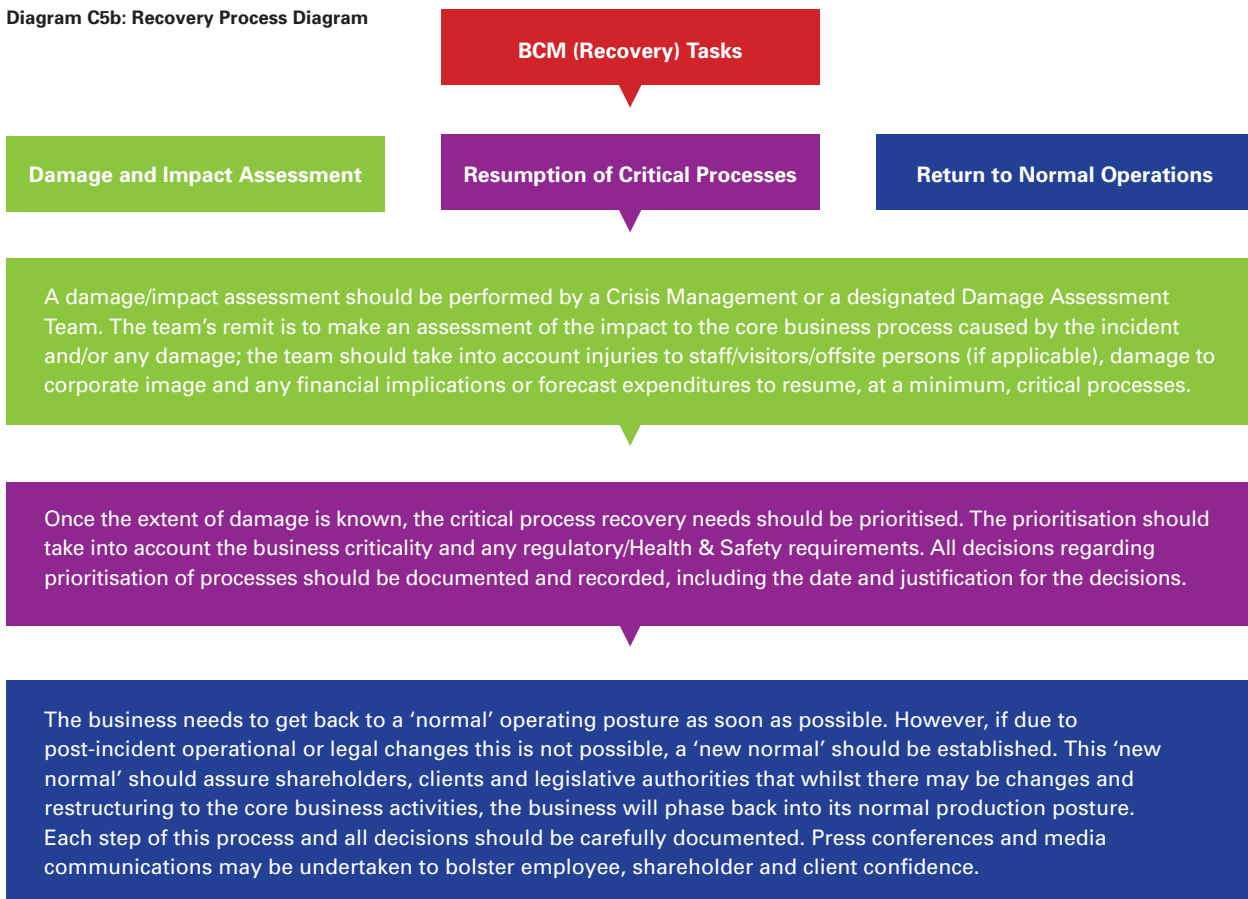 Diagram C5b: Recovery Process Diagram
BCM (Recovery) Tasks
Damage and Impact Assessment
Resumption of Critical Processes
Return to Normal Operations
A damage/impact assessment should be performed by a Crisis Management or a designated Damage Assessment
Team. The team’s remit is to make an assessment of the impact to the core business process caused by the incident
and/or any damage; the team should take into account injuries to staff/visitors/offsite persons (if applicable), damage to
corporate image and any financial implications or forecast expenditures to resume, at a minimum, critical processes.
Once the extent of damage is known, the critical process recovery needs should be prioritised. The prioritisation should
take into account the business criticality and any regulatory/Health & Safety requirements. All decisions regarding
prioritisation of processes should be documented and recorded, including the date and justification for the decisions.
The business needs to get back to a ‘normal’ operating posture as soon as possible. However, if due to
post-incident operational or legal changes this is not possible, a ‘new normal’ should be established. This ‘new
normal’ should assure shareholders, clients and legislative authorities that whilst there may be changes and
restructuring to the core business activities, the business will phase back into its normal production posture.
Each step of this process and all decisions should be carefully documented. Press conferences and media
communications may be undertaken to bolster employee, shareholder and client confidence.